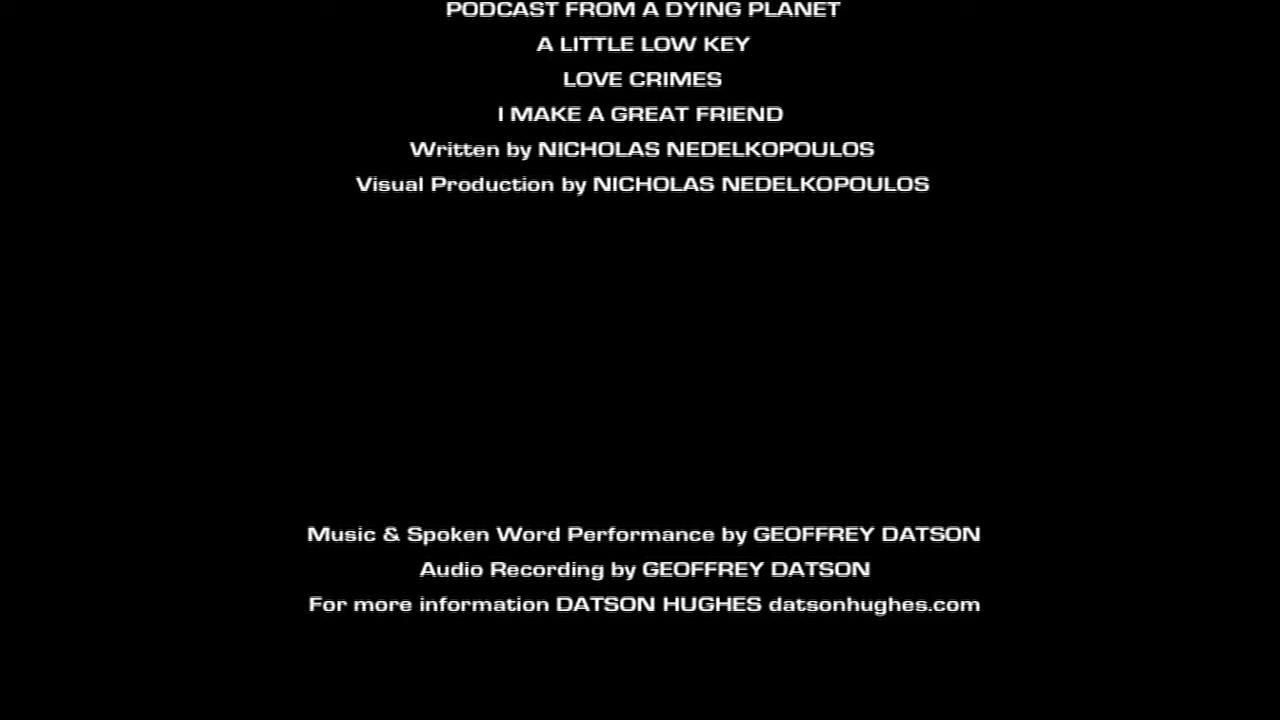 PODCAST FROM A DYING PLANET
A LITTLE LOW KEY
LOVE CRIMES
I MAKE A GREAT FRIEND
Written by NICHOLAS NEDELKOPOULOS
Visual Production by NICHOLAS NEDELKOPOULOS
Music & Spoken Word Performance by GEOFFREY DATSON
Audio Recording by GEOFFREY DATSON
For more information DATSON HUGHES datsonhughes.com